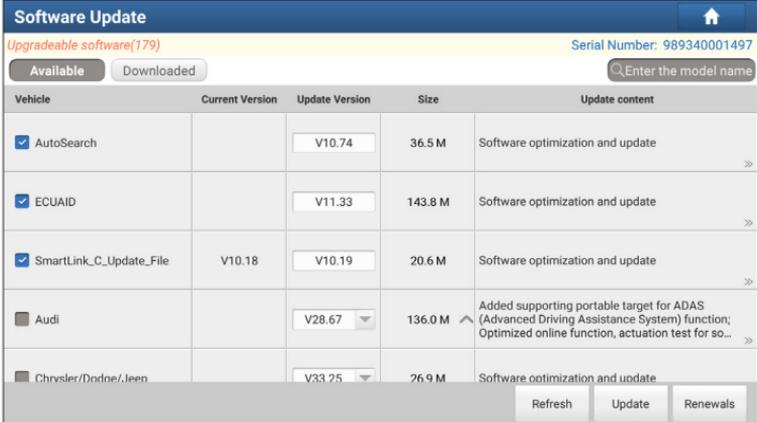 Software Update
Upgradeable software(179)
Serial Number: 989340001497
Available
Downloaded
Enter the model name
Vehicle
Current Version
Update Version
Size
Update content
AutoSearch
V10.74
36.5 M
Software optimization and update
ECUAID
V11.33
143.8 M
Software optimization and update
SmartLink_C_Update_File
V10.18
V10.19
20.6 M
Software optimization and update
Audi
V28.67
136.0 M
Added supporting portable target for ADAS
(Advanced Driving Assistance System) function;
Optimized online function, actuation test for so...
Chrysler/Dodge/Jeep
V33.25
26.9 M
Software optimization and update
Refresh
Update
Renewals